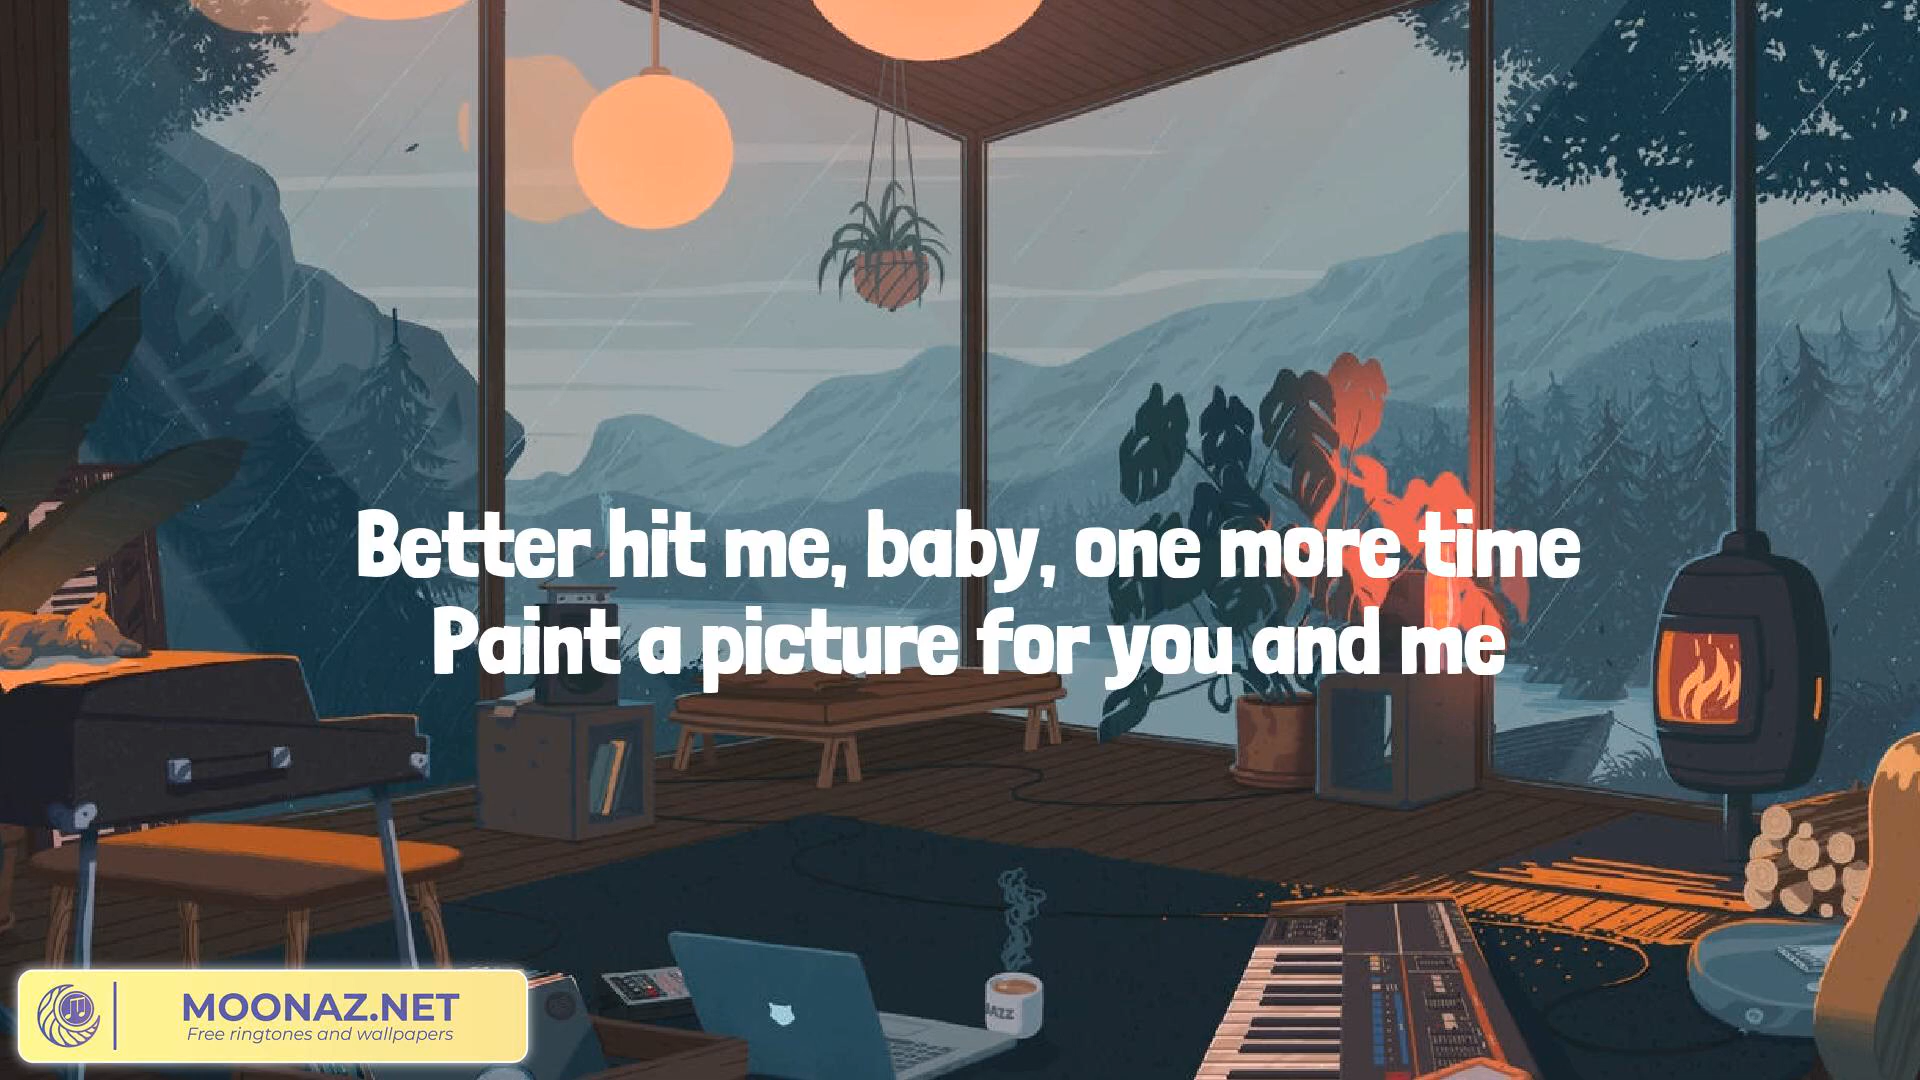 Better hit me, baby, one more time
Paint a picture for you and me
MOONAZ.NET
Free ringtones and wallpapers
JAZZ